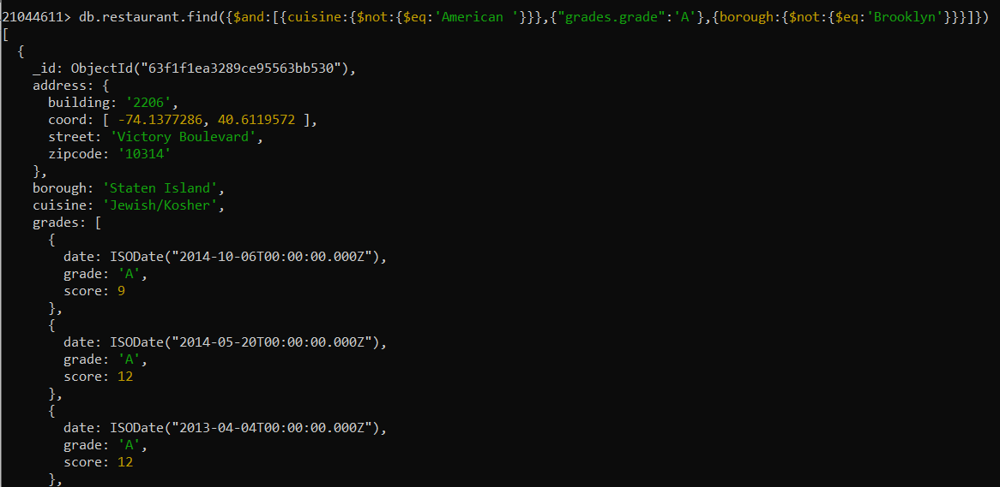 21044611> db.restaurant.find({$and:[{cuisine:{$not:{$eq:'American '}}},{"grades.grade":'A'},{borough:{$not:{$eq:'Brooklyn'}}}]})
[
  {
    _id: ObjectId("63f1f1ea3289ce95563bb530"),
    address: {
      building: '2206',
      coord: [ -74.1377286, 40.6119572 ],
      street: 'Victory Boulevard',
      zipcode: '10314'
    },
    borough: 'Staten Island',
    cuisine: 'Jewish/Kosher',
    grades: [
      {
        date: ISODate("2014-10-06T00:00:00.000Z"),
        grade: 'A',
        score: 9
      },
      {
        date: ISODate("2014-05-20T00:00:00.000Z"),
        grade: 'A',
        score: 12
      },
      {
        date: ISODate("2013-04-04T00:00:00.000Z"),
        grade: 'A',
        score: 12
      },